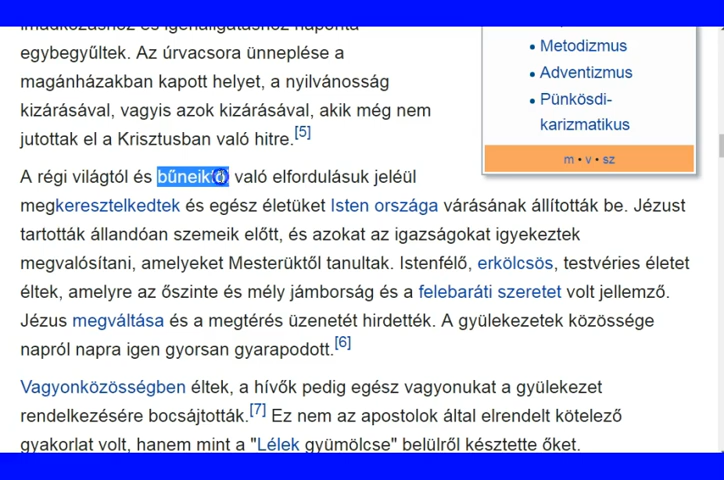 egybegyűltek. Az úrvacsora ünneplése a
magánházakban kapott helyet, a nyilvánosság
kizárásával, vagyis azok kizárásával, akik még nem
jutottak el a Krisztusban való hitre.[5]
A régi világtól és bűneiktől való elfordulásuk jeléül
megkeresztelkedtek és egész életüket Isten országa várásának állították be. Jézust
tartották állandóan szemeik előtt, és azokat az igazságokat igyekeztek
megvalósítani, amelyeket Mesterüktől tanultak. Istenfélő, erkölcsös, testvéries életet
éltek, amelyre az őszinte és mély jámborság és a felebaráti szeretet volt jellemző.
Jézus megváltása és a megtérés üzenetét hirdették. A gyülekezetek közössége
napról napra igen gyorsan gyarapodott.[6]
Vagyonközösségben éltek, a hívők pedig egész vagyonukat a gyülekezet
rendelkezésére bocsájtották.[7] Ez nem az apostolok által elrendelt kötelező
gyakorlat volt, hanem mint a "Lélek gyümölcse" belülről késztette őket.
• Metodizmus
• Adventizmus
• Pünkösdi-
karizmatikus
m • v • sz